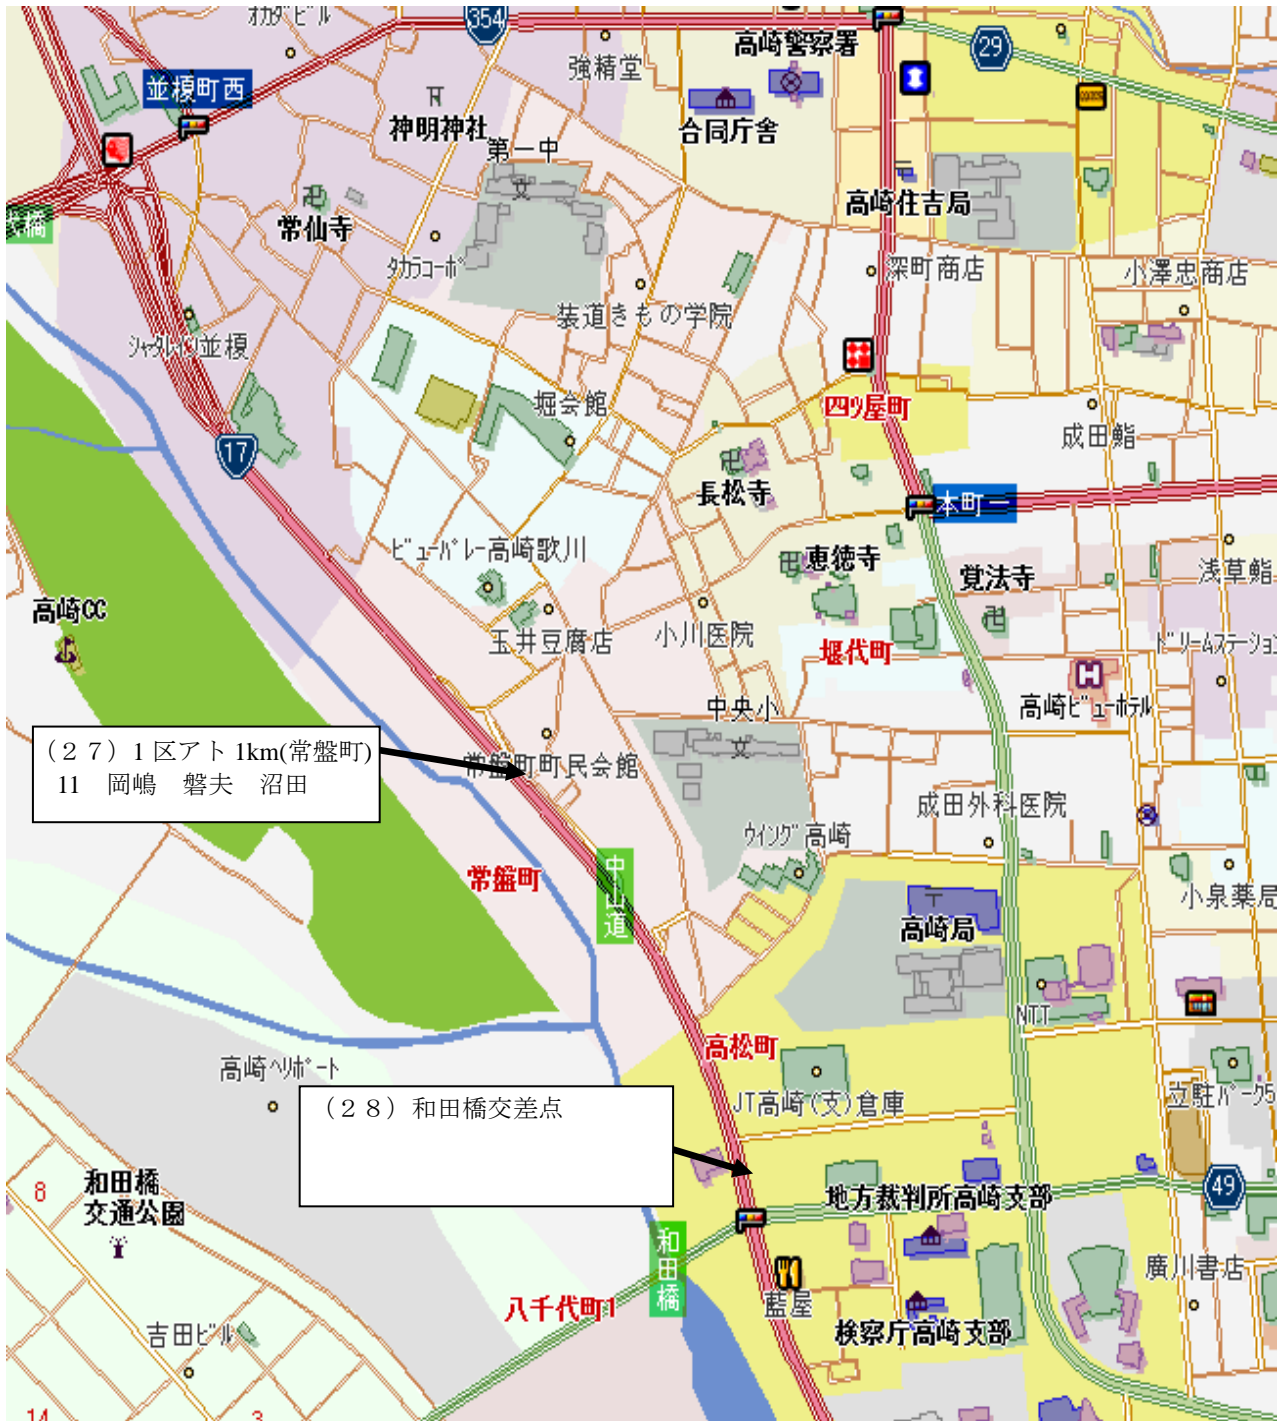 オカダビル
354
高崎警察署
29
強精堂
並榎町西
神明神社
合同庁舎
第一中
高崎住吉局
常仙寺
タカラコーポ
深町商店
小澤忠商店
装道きもの学院
シャタレイン並榎
堀会館
四ツ屋町
成田鮨
17
長松寺
本町一
ビューパレー高崎歌川
恵徳寺
覚法寺
浅草鮨
高崎CC
玉井豆腐店
小川医院
堰代町
ドリームステーション
高崎ビューホテル
中央小
（２７）１区アト 1km(常盤町)
11　岡嶋　磐夫　沼田
常盤町町民会館
成田外科医院
ウイング高崎
常盤町
中山道
小泉薬局
高崎局
NTT
高松町
高崎ヘリポート
JT高崎(支)倉庫
立駐パーク5
（２８）和田橋交差点
8
和田橋
交通公園
地方裁判所高崎支部
49
和田橋
廣川書店
八千代町1
藍屋
吉田ビル
検察庁高崎支部
14
3